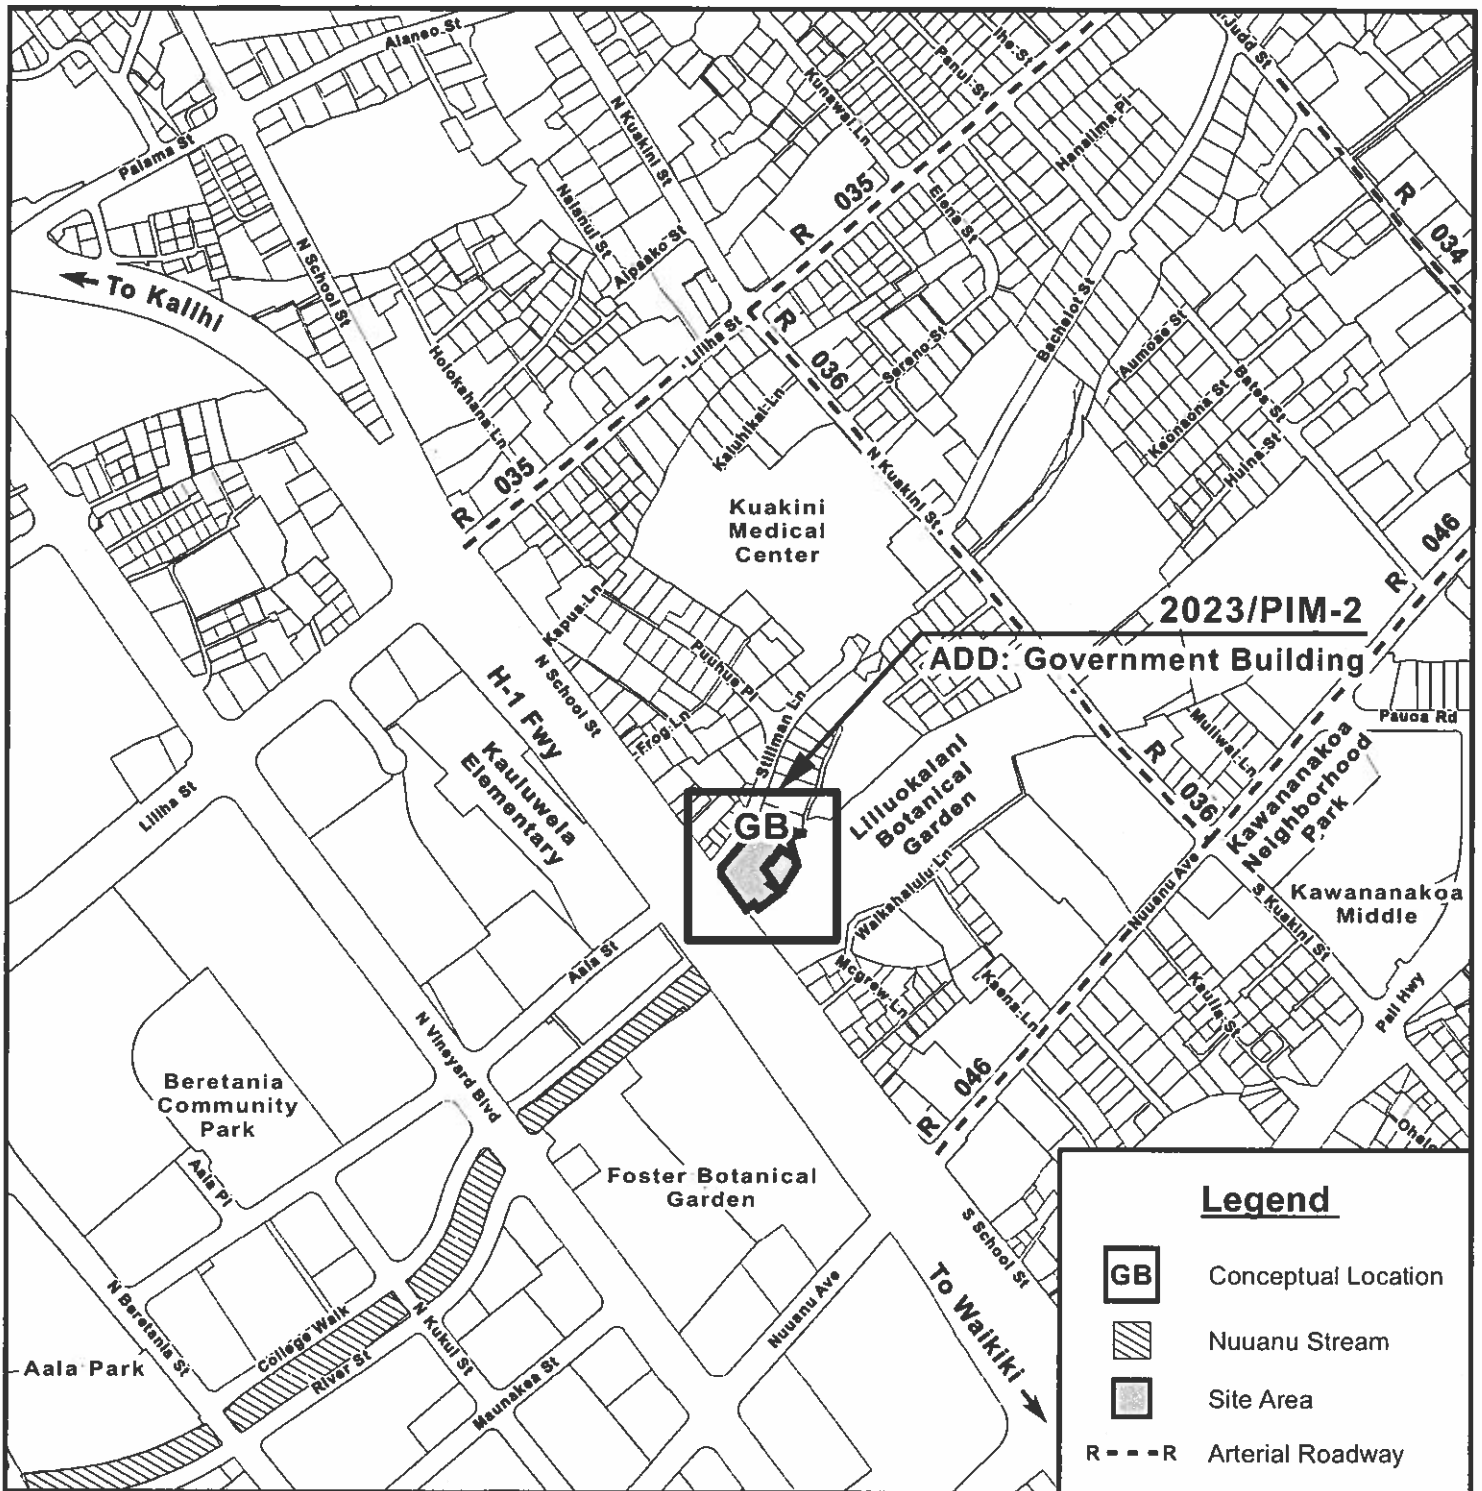 Alaneo St
Palama St
N School St
To Kalihi
N Kuakini St
Nalanui St
Aipaako St
Holokahana Ln
Kunawai Ln
Panui St
Iho St
Judd St
Hanalima Pl
R
035
Elena St
R
034
R
036
Liliha St
Sereno St
Bachelot St
Aumoae St
Bates St
Keonaona St
Huina St
Kaluhikai Ln
N Kuakini St
035
R
Kuakini
Medical
Center
046
R
2023/PIM-2
ADD: Government Building
Kapua Ln
Puuhue Pl
N School St
Frog Ln
Stillman Ln
H-1 Fwy
Kauluwela
Elementary
Liliha St
GB
Liliuokalani
Botanical
Garden
Muliwai Ln
Pauoa Rd
R
036
Kawananakoa
Neighborhood
Park
Kawananakoa
Middle
S Kuakini St
Nuuanu Ave
Waikahalulu Ln
Mcgrew Ln
Kaena Ln
Kauila St
Pali Hwy
Aala St
N Vineyard Blvd
046
R
Beretania
Community
Park
Aala Pl
Foster Botanical
Garden
S School St
Nuuanu Ave
To Waikiki
N Beretania St
College Walk
River St
N Kukui St
Maunakea St
Aala Park
Legend
GB Conceptual Location
Nuuanu Stream
Site Area
R R Arterial Roadway